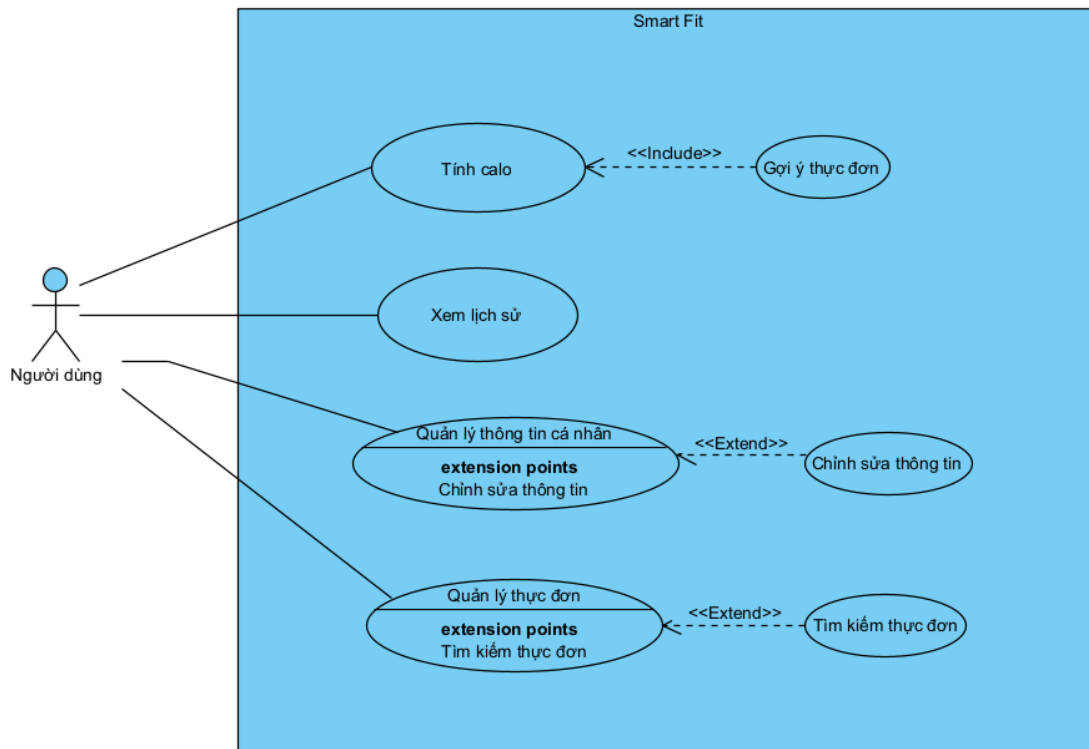 Smart Fit
Tính calo
<<Include>>
Gợi ý thực đơn
Xem lịch sử
Người dùng
Quản lý thông tin cá nhân
extension points
Chỉnh sửa thông tin
<<Extend>>
Chỉnh sửa thông tin
Quản lý thực đơn
extension points
Tìm kiếm thực đơn
<<Extend>>
Tìm kiếm thực đơn